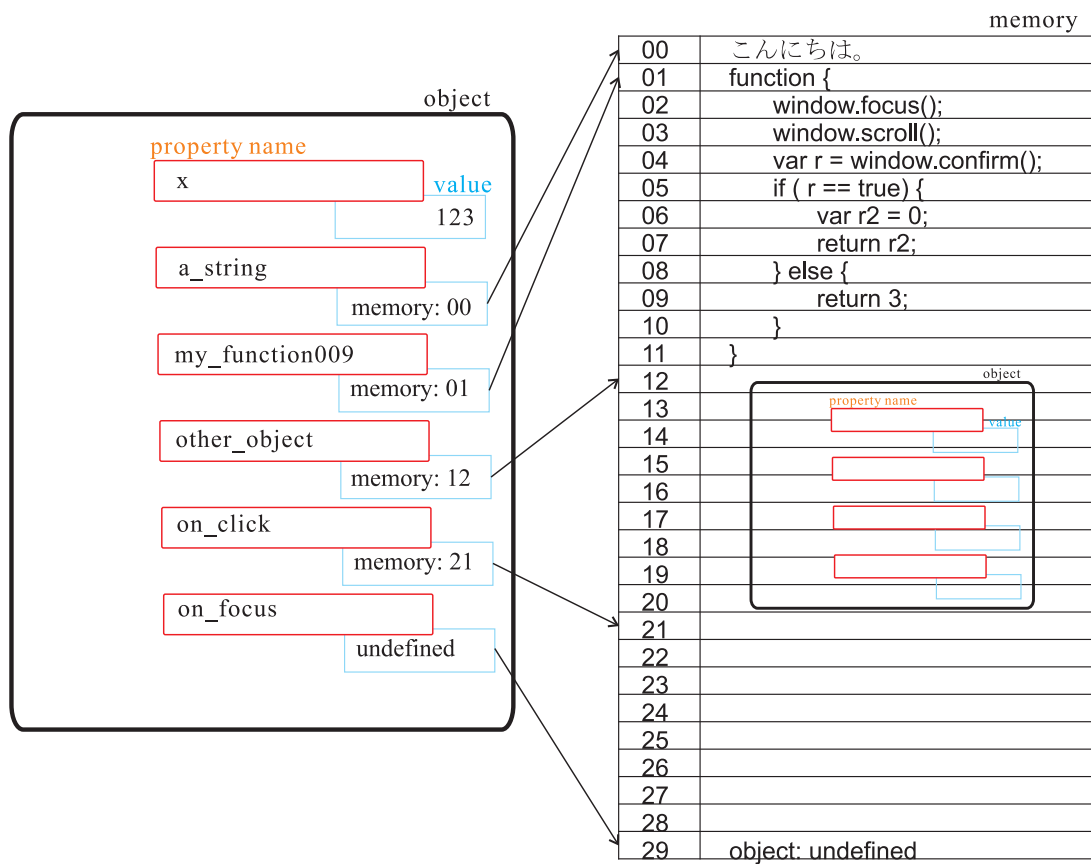 object
property name
x
value
123
a_string
memory: 00
my_function009
memory: 01
other_object
memory: 12
on_click
memory: 21
on_focus
undefined
memory
00 こんにちは。
01 function {
02 window.focus();
03 window.scroll();
04 var r = window.confirm();
05 if ( r == true) {
06 var r2 = 0;
07 return r2;
08 } else {
09 return 3;
10 }
11 }
12 object
13 property name
14 value
15
16
17
18
19
20
21
22
23
24
25
26
27
28
29 object: undefined